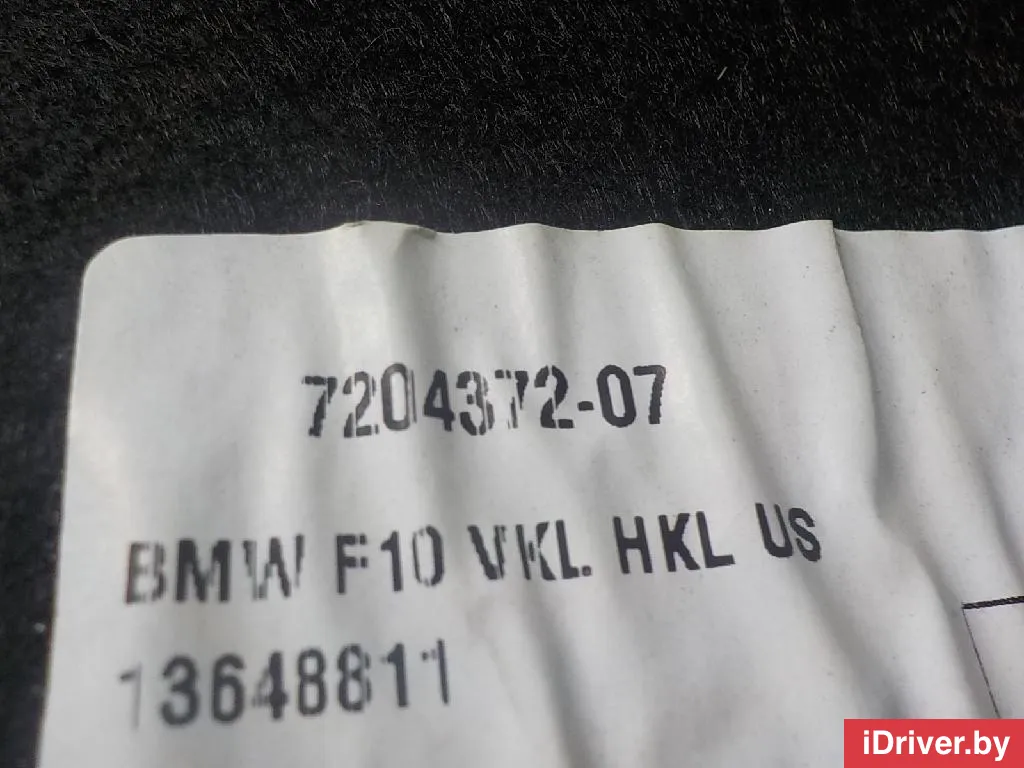 7204372-07
BMW F10 VKL. HKL US
13648811
iDriver.by